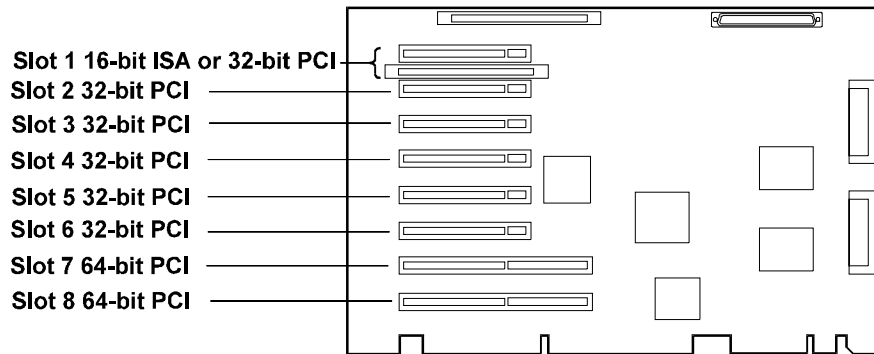 Slot 1 16-bit ISA or 32-bit PCI
Slot 2 32-bit PCI
Slot 3 32-bit PCI
Slot 4 32-bit PCI
Slot 5 32-bit PCI
Slot 6 32-bit PCI
Slot 7 64-bit PCI
Slot 8 64-bit PCI